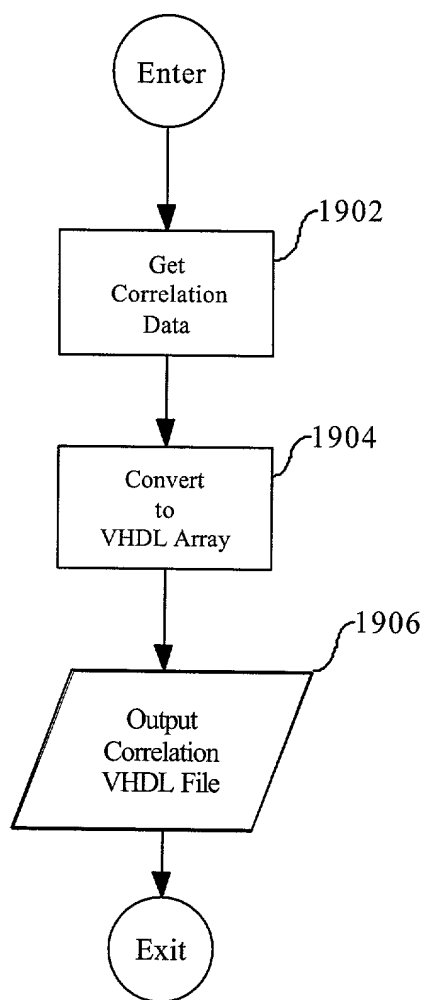 Enter
1902
Get
Correlation
Data
1904
Convert
to
VHDL Array
1906
Output
Correlation
VHDL File
Exit